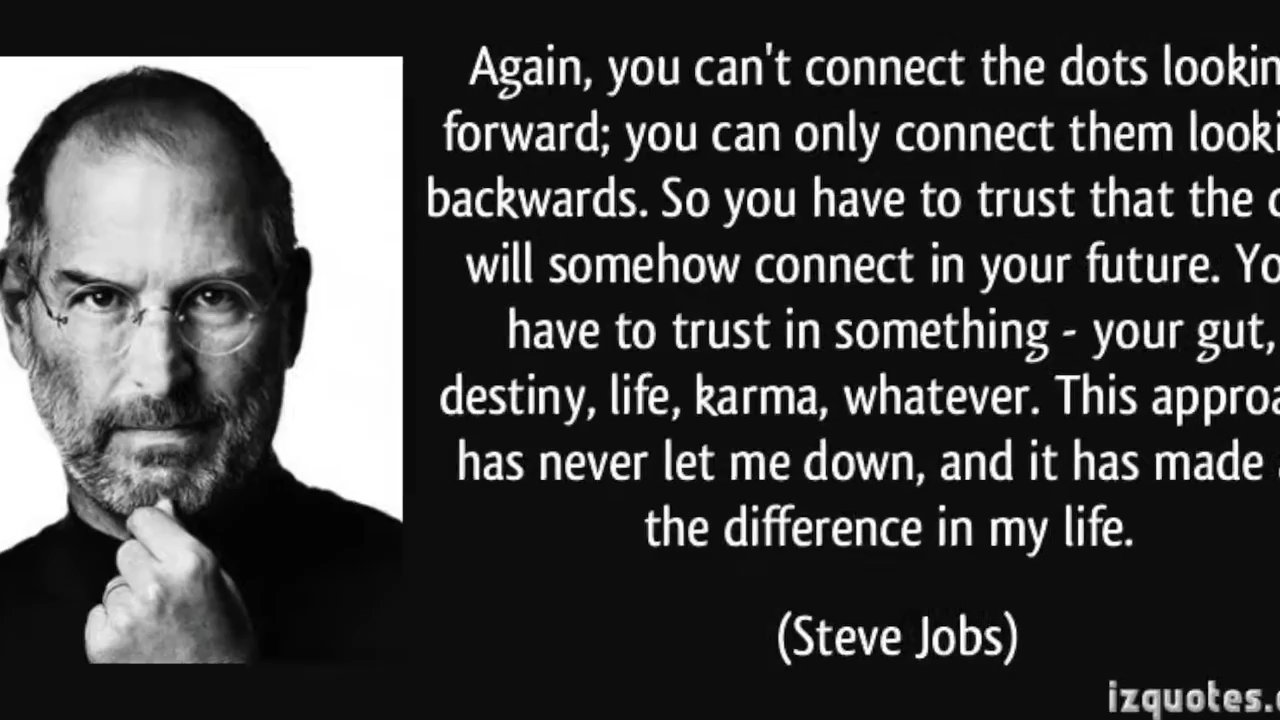 Again, you can't connect the dots lookin
forward; you can only connect them looki
backwards. So you have to trust that the
will somehow connect in your future. Yo
have to trust in something - your gut,
destiny, life, karma, whatever. This approa
has never let me down, and it has made
the difference in my life.
(Steve Jobs)
izquotes.